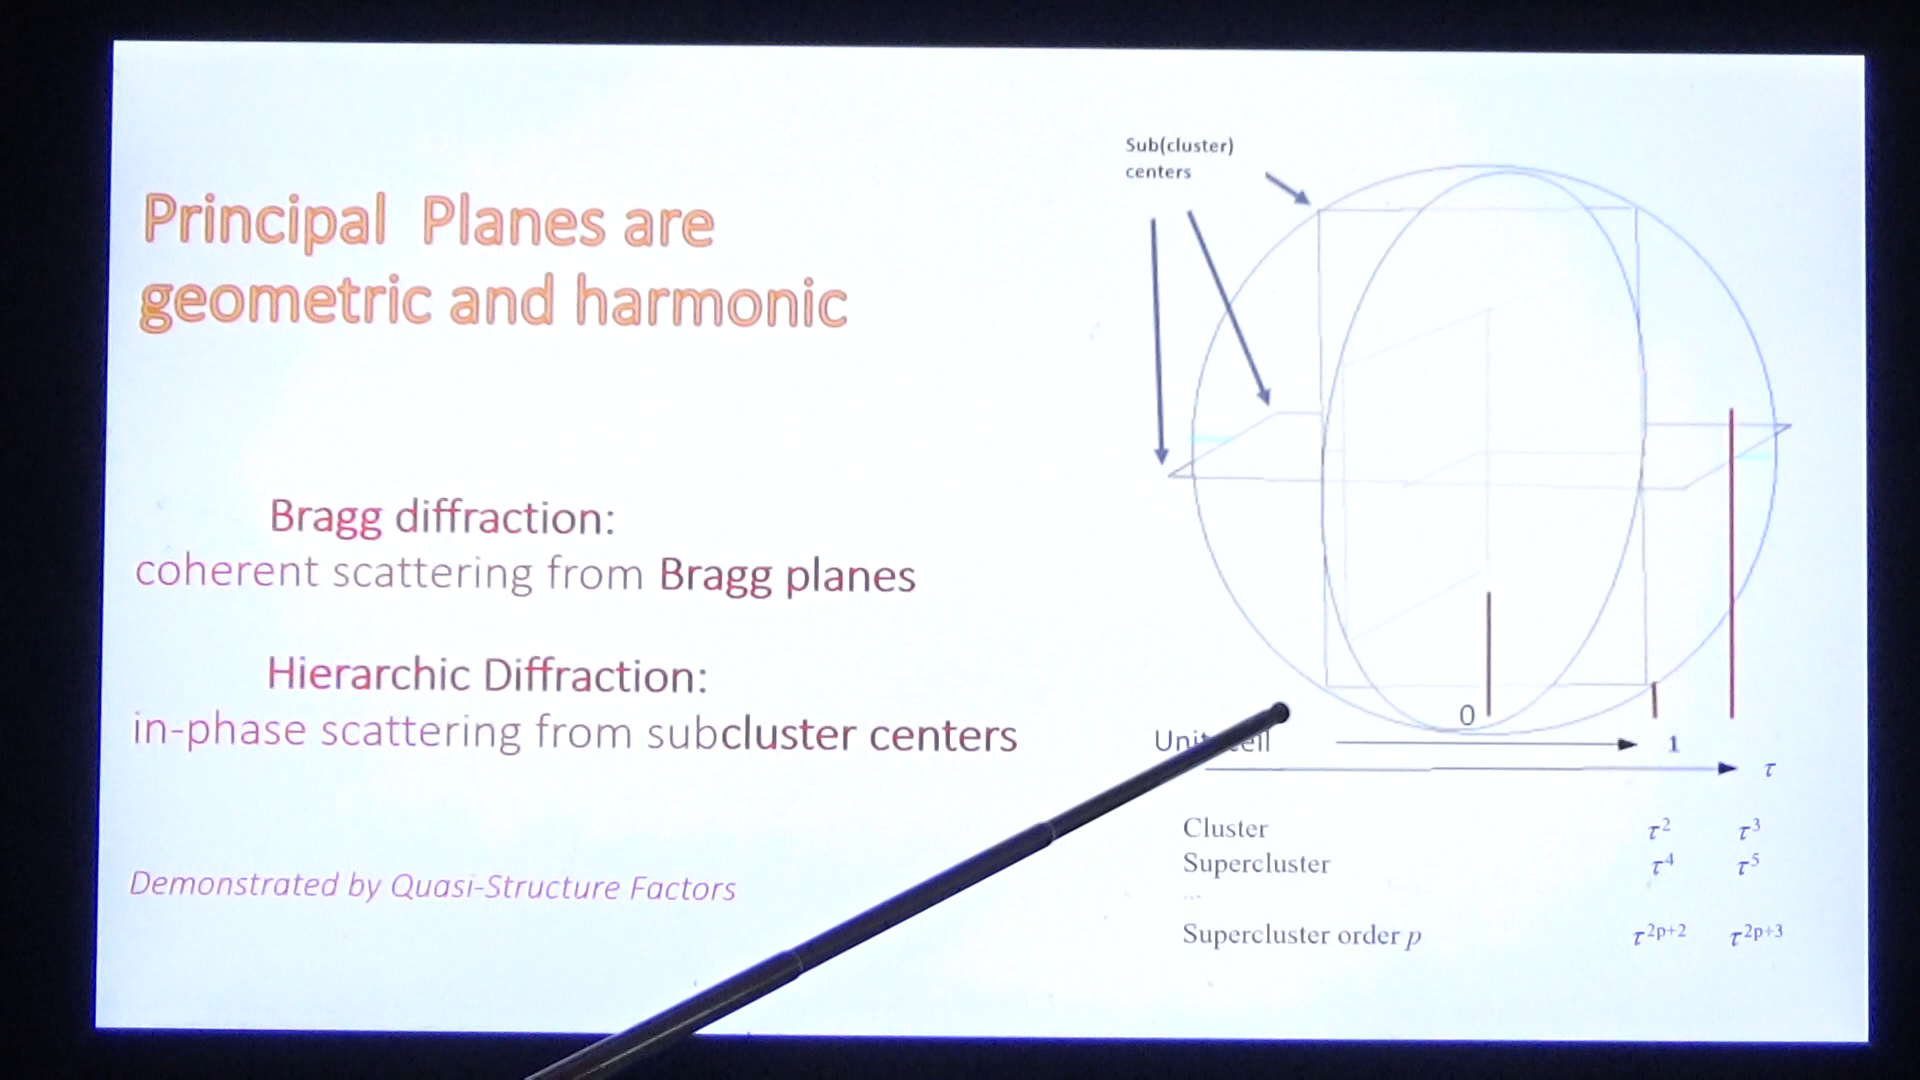 Principal Planes are
geometric and harmonic
Bragg diffraction:
coherent scattering from Bragg planes
Hierarchic Diffraction:
in-phase scattering from subcluster centers
Demonstrated by Quasi-Structure Factors
Sub(cluster)
centers
0
1
τ
Cluster τ² τ³
Supercluster τ⁴ τ⁵
...
Supercluster order p τ²ᵖ⁺² τ²ᵖ⁺³